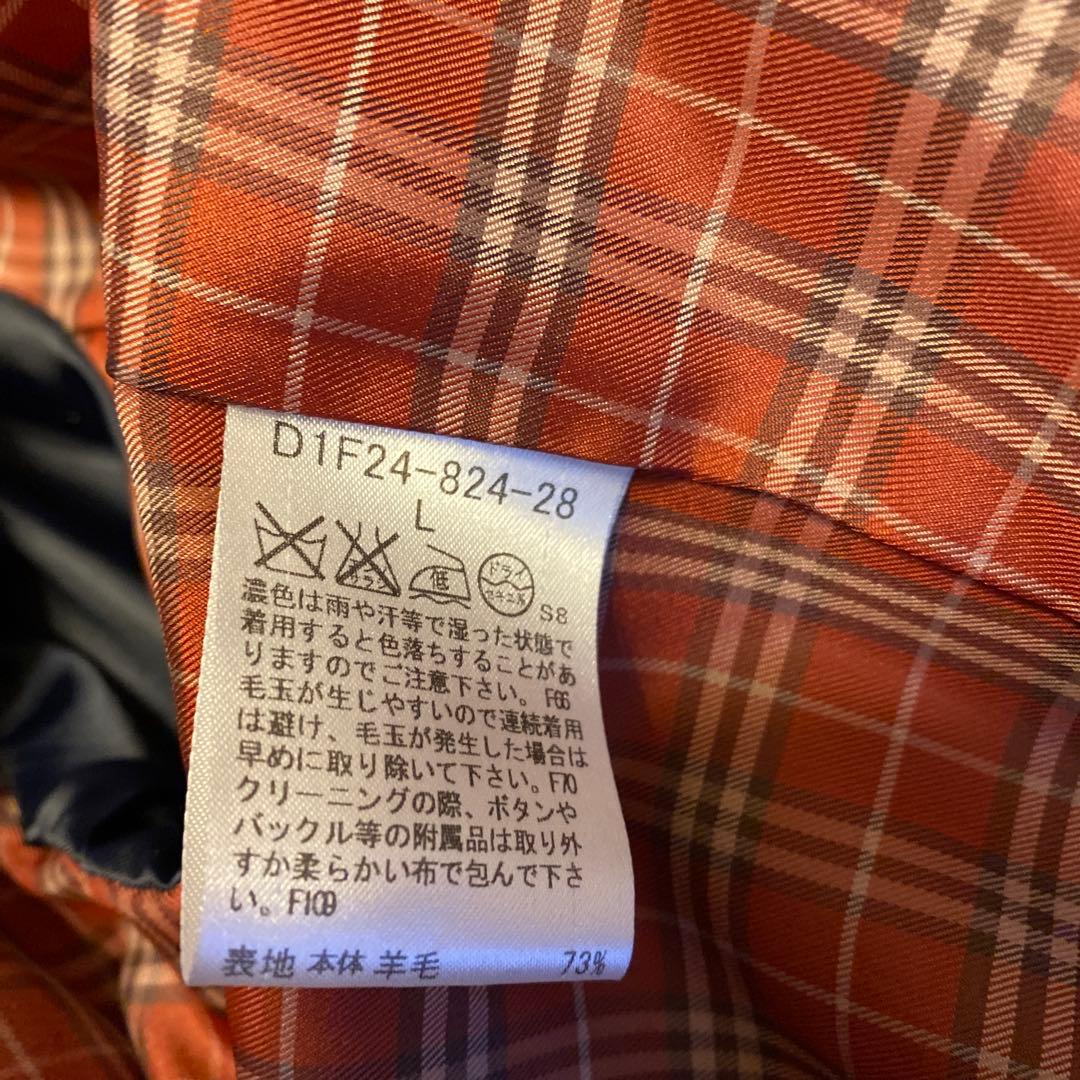 D1F24-824-28
L
低
ドライ
セキユ系
S8
濃色は雨や汗等で湿った状態で
着用すると色落ちすることがあ
りますのでご注意下さい。F66
毛玉が生じやすいので連続着用
は避け、毛玉が発生した場合は
早めに取り除いて下さい。F70
クリーニングの際、ボタンや
バックル等の附属品は取り外
すか柔らかい布で包んで下さ
い。F109
表地 本体 羊毛 73%